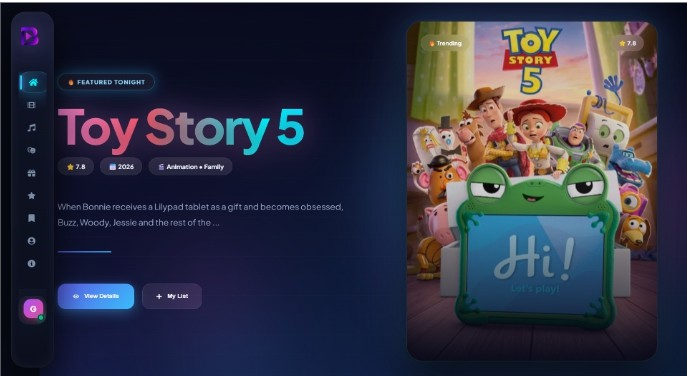 FEATURED TONIGHT
Toy Story 5
7.8
2026
Animation • Family
When Bonnie receives a Lilypad tablet as a gift and becomes obsessed,
Buzz, Woody, Jessie and the rest of the ...
View Details
+ My List
G
Trending
7.8
TOY
STORY
5
Hi!
Let's play!